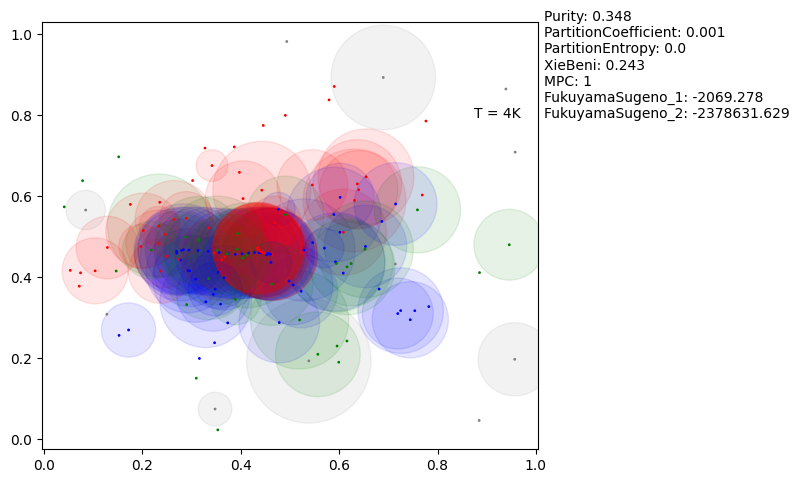 Purity: 0.348
PartitionCoefficient: 0.001
PartitionEntropy: 0.0
XieBeni: 0.243
MPC: 1
FukuyamaSugeno_1: -2069.278
FukuyamaSugeno_2: -2378631.629
T = 4K
1.0
0.8
0.6
0.4
0.2
0.0
0.0 0.2 0.4 0.6 0.8 1.0